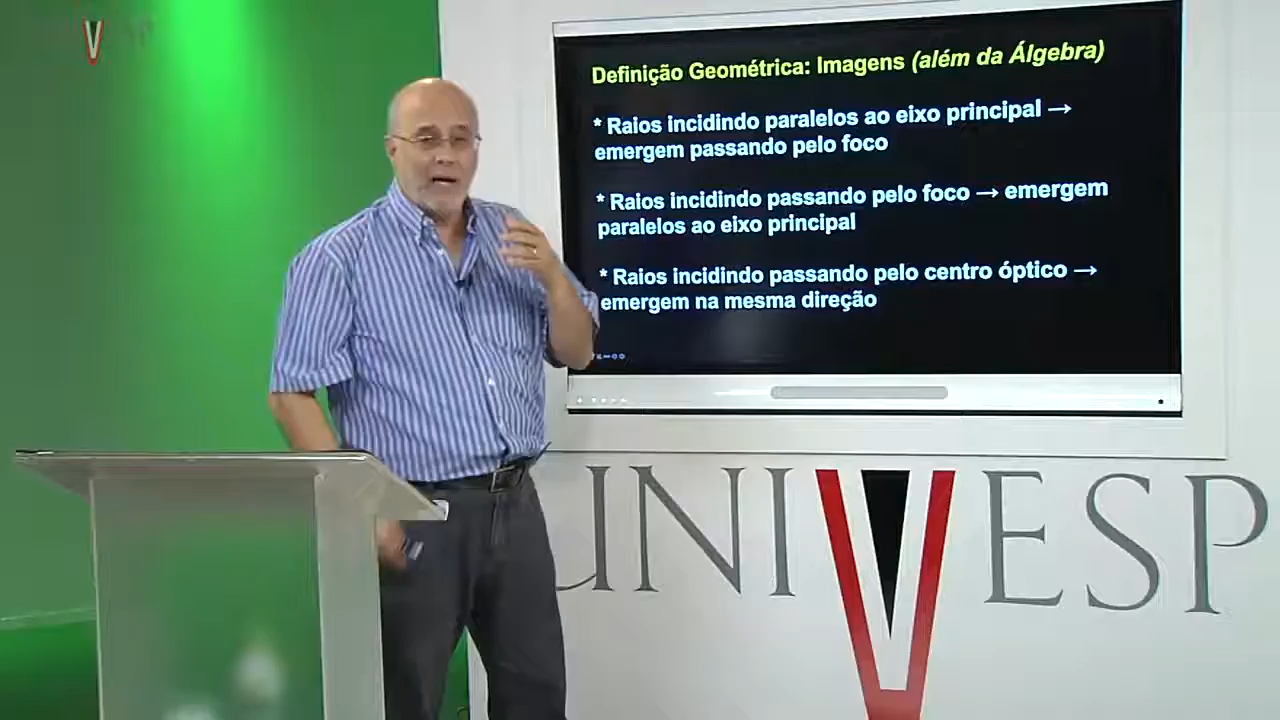 Definição Geométrica: Imagens (além da Álgebra)
* Raios incidindo paralelos ao eixo principal →
emergem passando pelo foco
* Raios incidindo passando pelo foco → emergem
paralelos ao eixo principal
* Raios incidindo passando pelo centro óptico →
emergem na mesma direção
UNIVESP